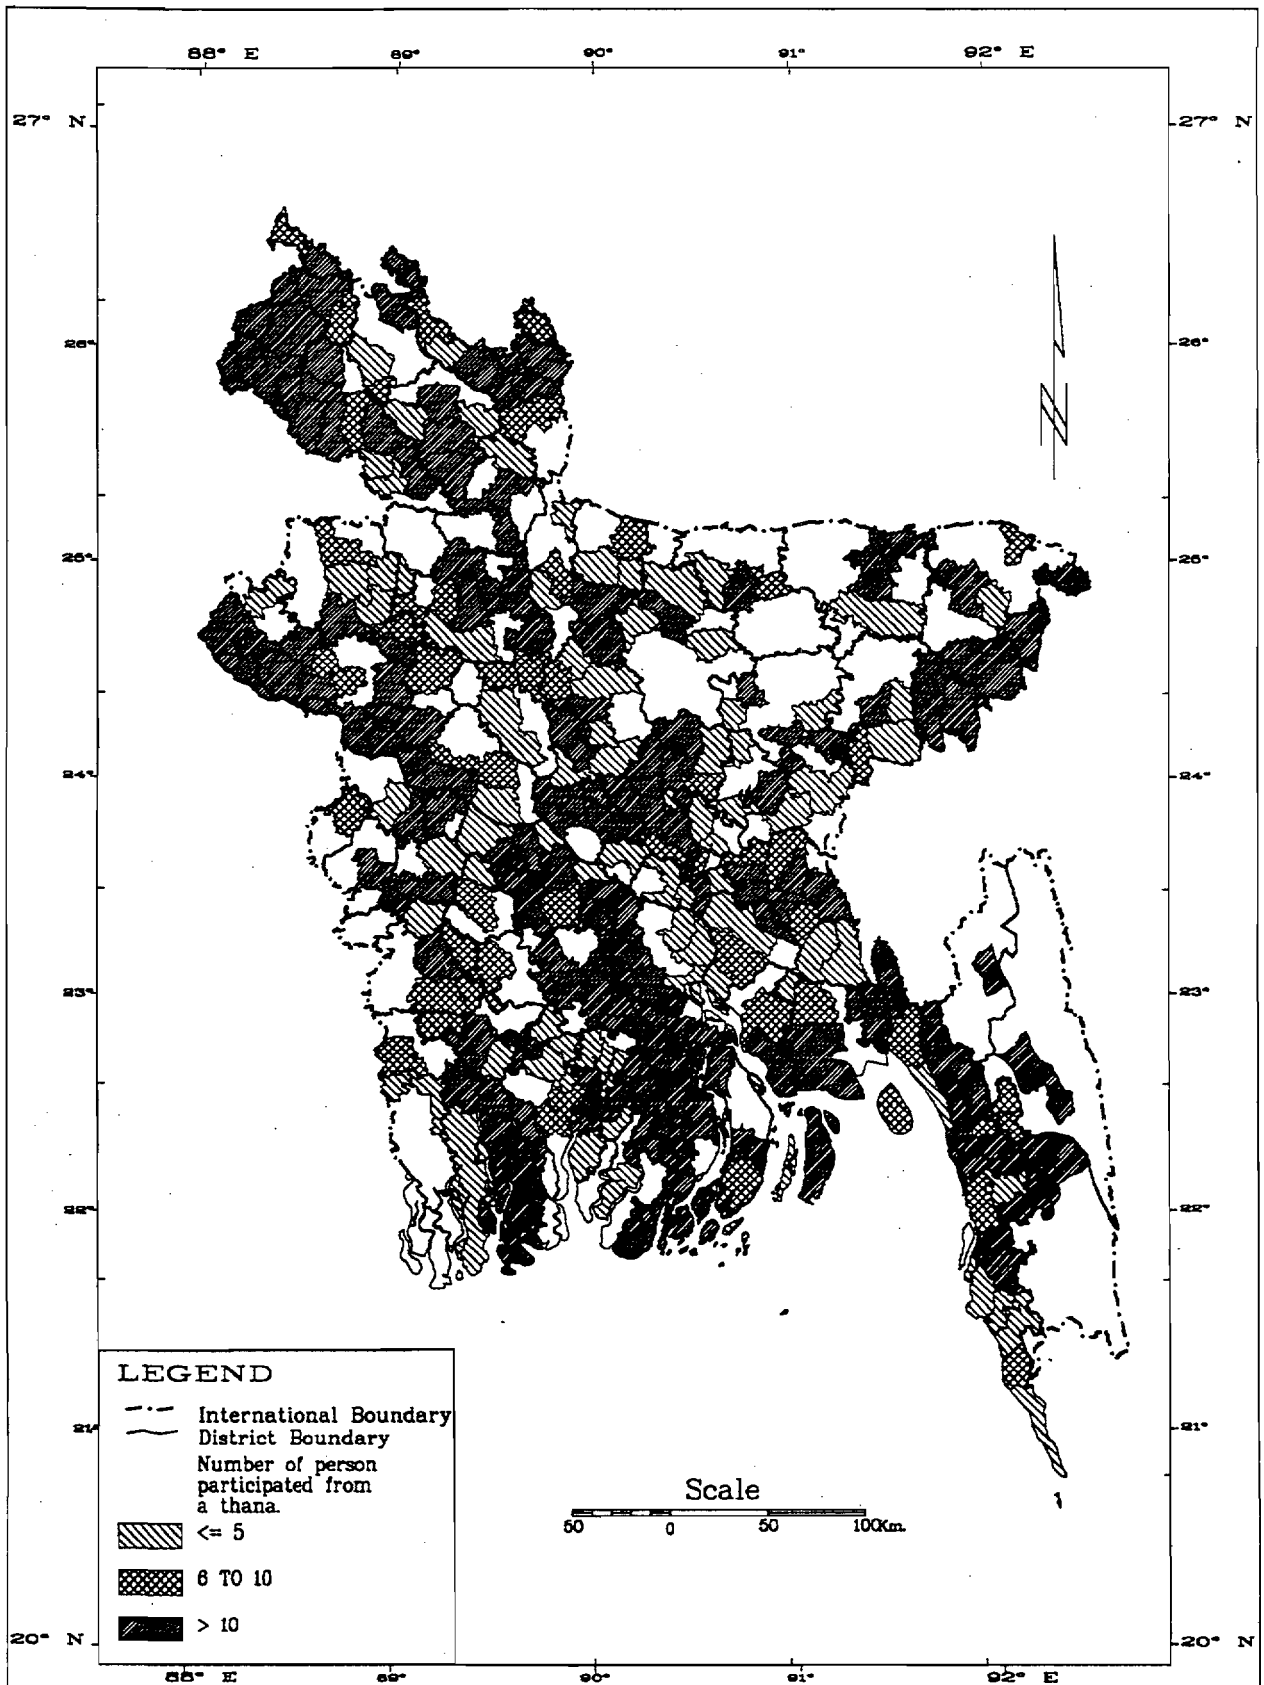 88° E 89° 90° 91° 92° E
27° N 27° N
26° 26°
25° 25°
24° 24°
23° 23°
22° 22°
LEGEND
International Boundary
District Boundary
Number of person
participated from
a thana.
<= 5
6 TO 10
> 10
21° 21°
Scale
50 0 50 100Km.
20° N 20° N
88° E 89° 90° 91° 92° E